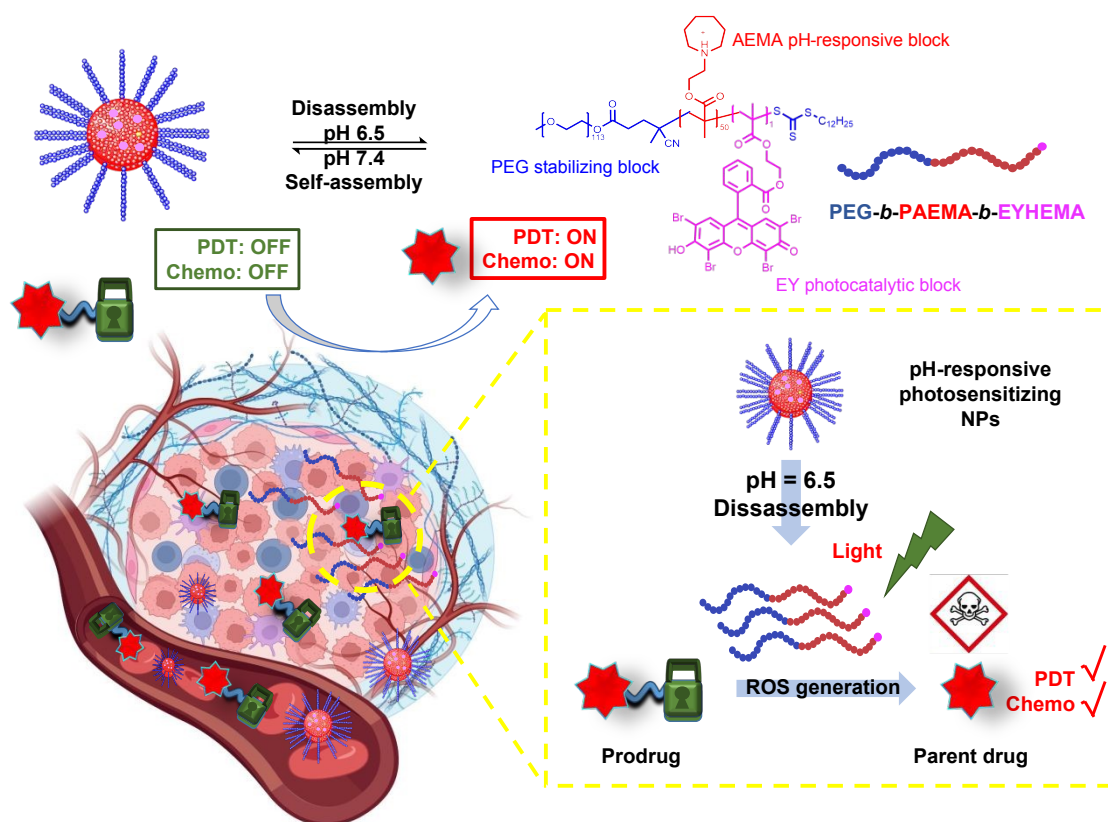 Disassembly
pH 6.5
pH 7.4
Self-assembly
H
N
AEMA pH-responsive block
O
O
O
113
O
O
CN
50
1
S
S
S
C12H25
O
O
PEG stabilizing block
O
O
Br
Br
HO
O
O
Br
Br
EY photocatalytic block
PEG-b-PAEMA-b-EYHEMA
PDT: OFF
Chemo: OFF
PDT: ON
Chemo: ON
pH-responsive
photosensitizing
NPs
pH = 6.5
Dissassembly
Light
ROS generation
PDT
Chemo
Prodrug
Parent drug